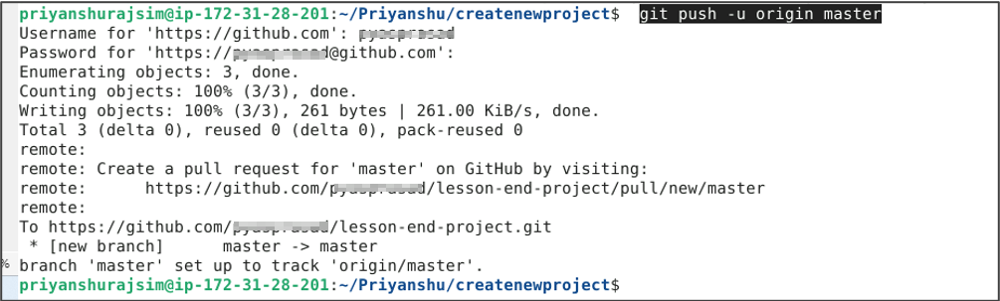 priyanshurajsim@ip-172-31-28-201:~/Priyanshu/createnewproject$ git push -u origin master
Username for 'https://github.com':
Password for 'https://@github.com':
Enumerating objects: 3, done.
Counting objects: 100% (3/3), done.
Writing objects: 100% (3/3), 261 bytes | 261.00 KiB/s, done.
Total 3 (delta 0), reused 0 (delta 0), pack-reused 0
remote:
remote: Create a pull request for 'master' on GitHub by visiting:
remote:      https://github.com/ /lesson-end-project/pull/new/master
remote:
To https://github.com/ /lesson-end-project.git
 * [new branch]      master -> master
% branch 'master' set up to track 'origin/master'.
priyanshurajsim@ip-172-31-28-201:~/Priyanshu/createnewproject$